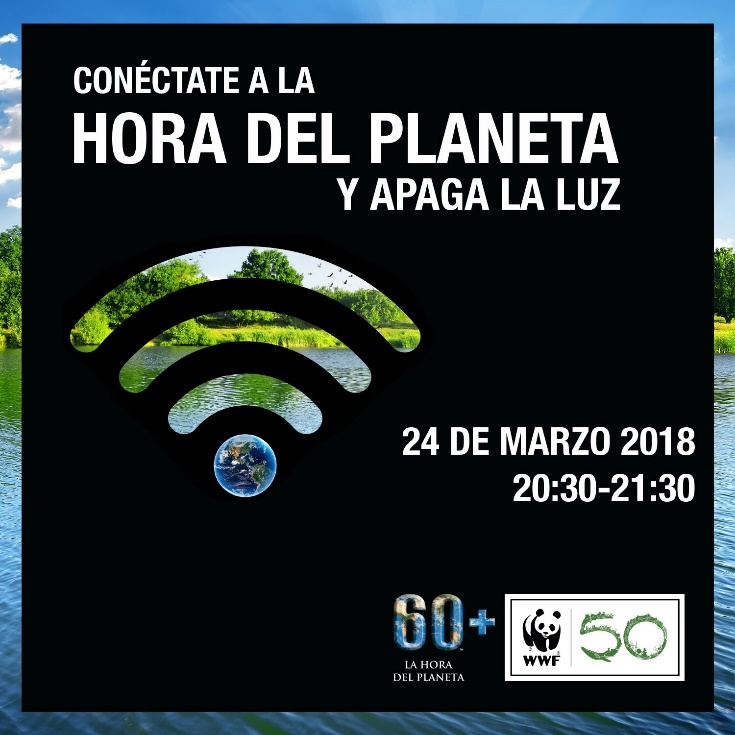 CONÉCTATE A LA
HORA DEL PLANETA
Y APAGA LA LUZ
24 DE MARZO 2018
20:30-21:30
60+
LA HORA
DEL PLANETA
WWF
50